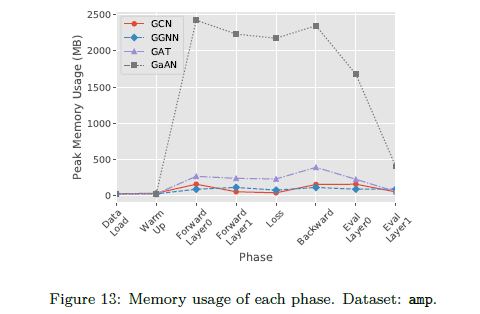 2500
2000
1500
1000
500
0
Peak Memory Usage (MB)
GCN
GGNN
GAT
GaAN
Data Load
Warm Up
Forward Layer0
Forward Layer1
Loss
Backward
Eval Layer0
Eval Layer1
Phase
Figure 13: Memory usage of each phase. Dataset: amp.